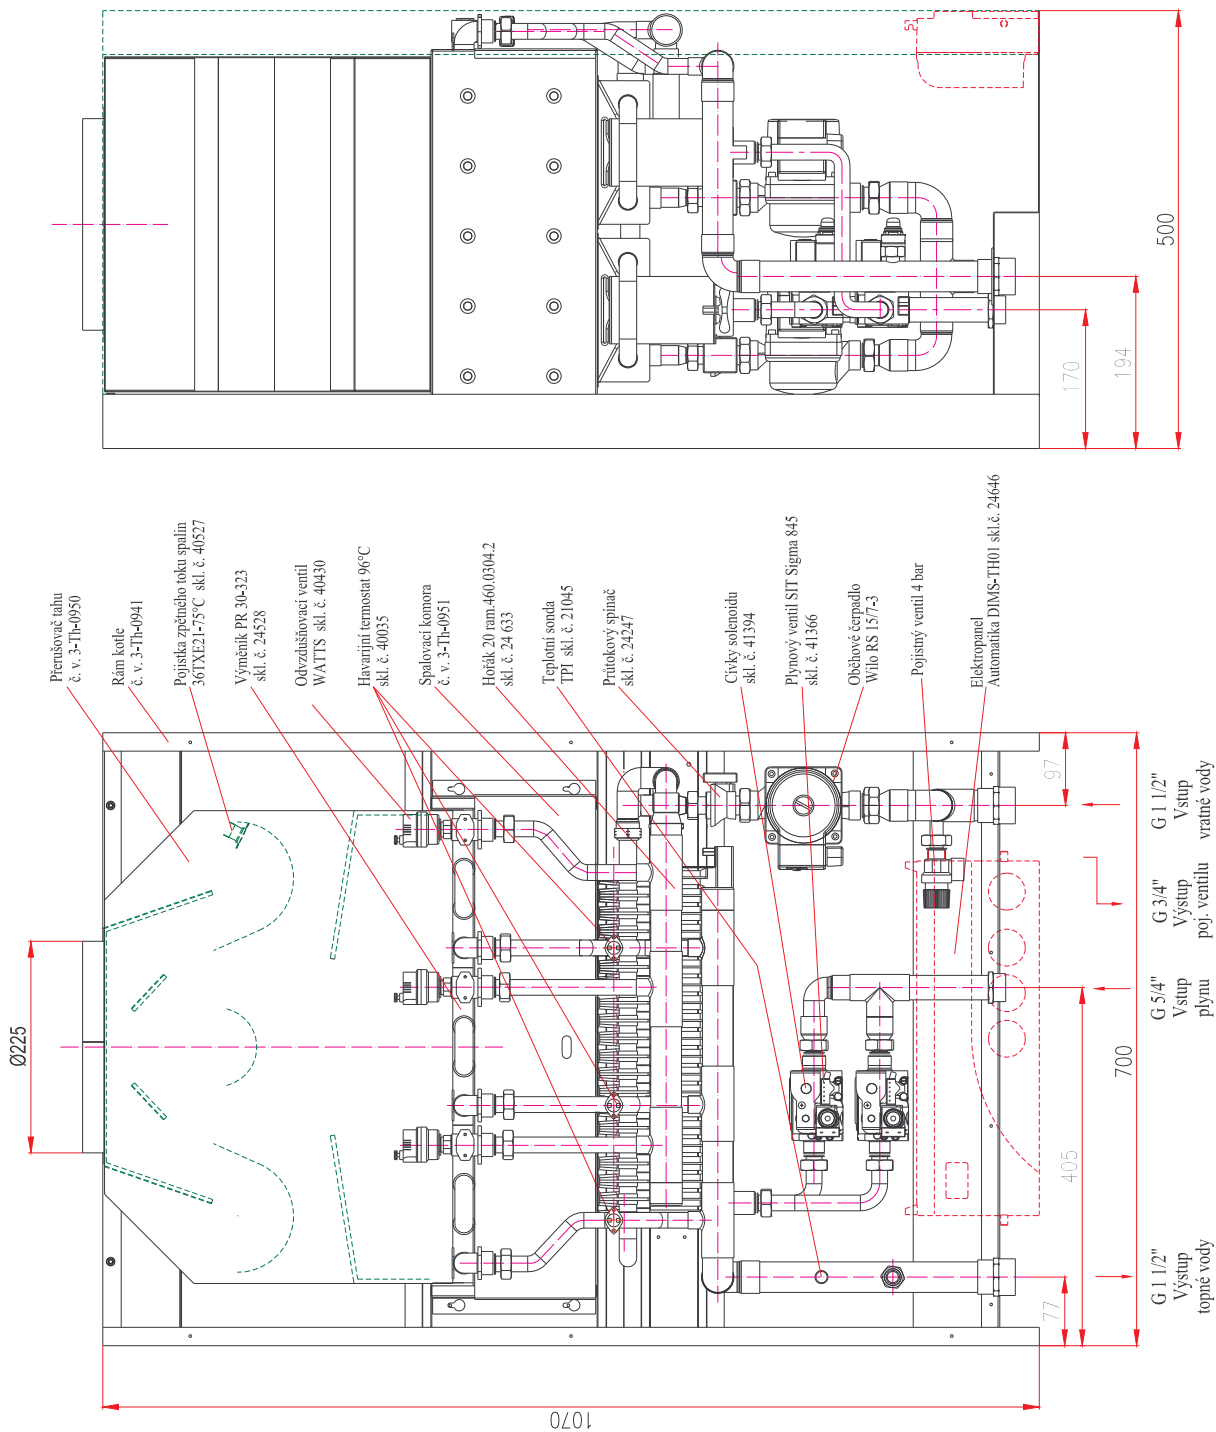 500
194
170
Přerušovač tahu
č. v. 3-Th-0950
Rám kotle
č. v. 3-Th-0941
Pojistka zpětného toku spalin
36TXE21-75°C skl. č. 40527
Výměník PR 30-323
skl. č. 24528
Odvzdušňovací ventil
WATTS skl. č. 40430
Havarijní termostat 96°C
skl. č. 40035
Spalovací komora
č. v. 3-Th-0951
Hořák 20 ram.460.0304.2
skl. č. 24 633
Teplotní sonda
TPI skl. č. 21045
Průtokový spínač
skl. č. 24247
Cívky solenoidu
skl. č. 41394
Plynový ventil SIT Sigma 845
skl. č. 41366
Oběhové čerpadlo
Wilo RS 15/7-3
Pojistný ventil 4 bar
Elektropanel
Automatika DIMS-TH01 skl.č. 24646
Ø225
97
700
405
77
1070
G 1 1/2"
Vstup
vratné vody
G 3/4"
Výstup
poj. ventilu
G 5/4"
Vstup
plynu
G 1 1/2"
Výstup
topné vody